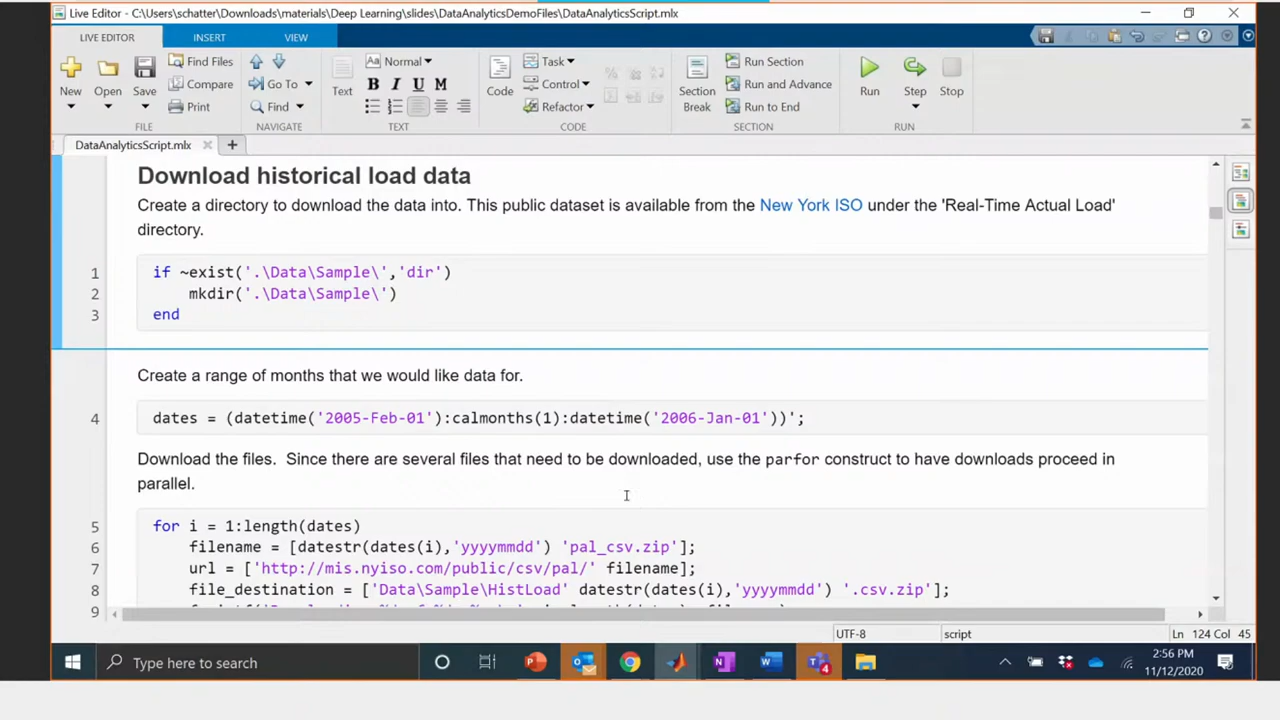 Live Editor - C:\Users\schatter\Downloads\materials\Deep Learning\slides\DataAnalyticsDemoFiles\DataAnalyticsScript.mlx
LIVE EDITOR INSERT VIEW
New Open Save Find Files Compare Print
FILE
Go To Find
NAVIGATE
Text Normal B I U M
TEXT
Code Task Control Refactor
CODE
Section Break Run Section Run and Advance Run to End
SECTION
Run Step Stop
RUN
DataAnalyticsScript.mlx
Download historical load data
Create a directory to download the data into. This public dataset is available from the New York ISO under the 'Real-Time Actual Load'
directory.
1 if ~exist('.\Data\Sample\','dir')
2 mkdir('.\Data\Sample\')
3 end
Create a range of months that we would like data for.
4 dates = (datetime('2005-Feb-01'):calmonths(1):datetime('2006-Jan-01'))';
Download the files. Since there are several files that need to be downloaded, use the parfor construct to have downloads proceed in
parallel.
5 for i = 1:length(dates)
6 filename = [datestr(dates(i),'yyyymmdd') 'pal_csv.zip'];
7 url = ['http://mis.nyiso.com/public/csv/pal/' filename];
8 file_destination = ['Data\Sample\HistLoad' datestr(dates(i),'yyyymmdd') '.csv.zip'];
9
UTF-8 script Ln 124 Col 45
Type here to search
4
2:56 PM
11/12/2020